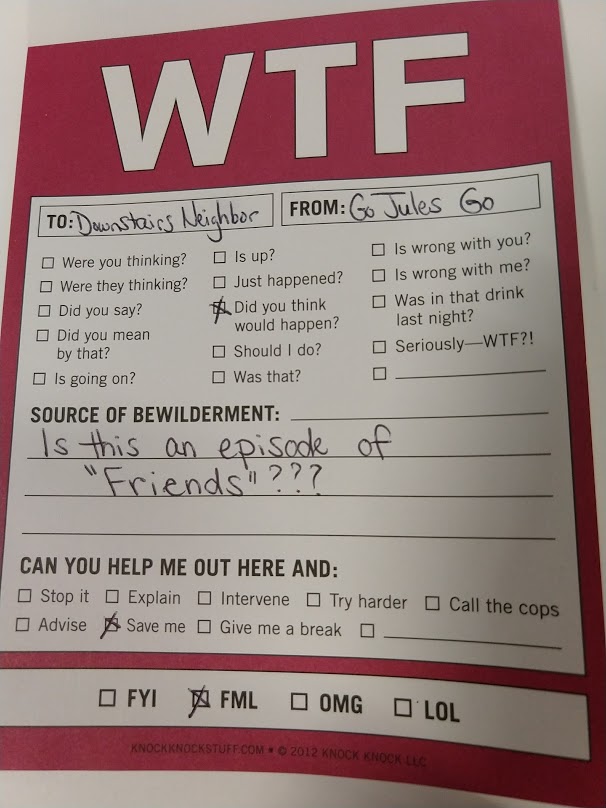 WTF
TO: Downstairs Neighbor
FROM: Go Jules Go
Were you thinking?
Were they thinking?
Did you say?
Did you mean
by that?
Is going on?
Is up?
Just happened?
Did you think
would happen?
Should I do?
Was that?
Is wrong with you?
Is wrong with me?
Was in that drink
last night?
Seriously—WTF?!
SOURCE OF BEWILDERMENT:
Is this an episode of
"Friends"???
CAN YOU HELP ME OUT HERE AND:
Stop it Explain Intervene Try harder Call the cops
Advise Save me Give me a break
FYI FML OMG LOL
KNOCKKNOCKSTUFF.COM • © 2012 KNOCK KNOCK LLC